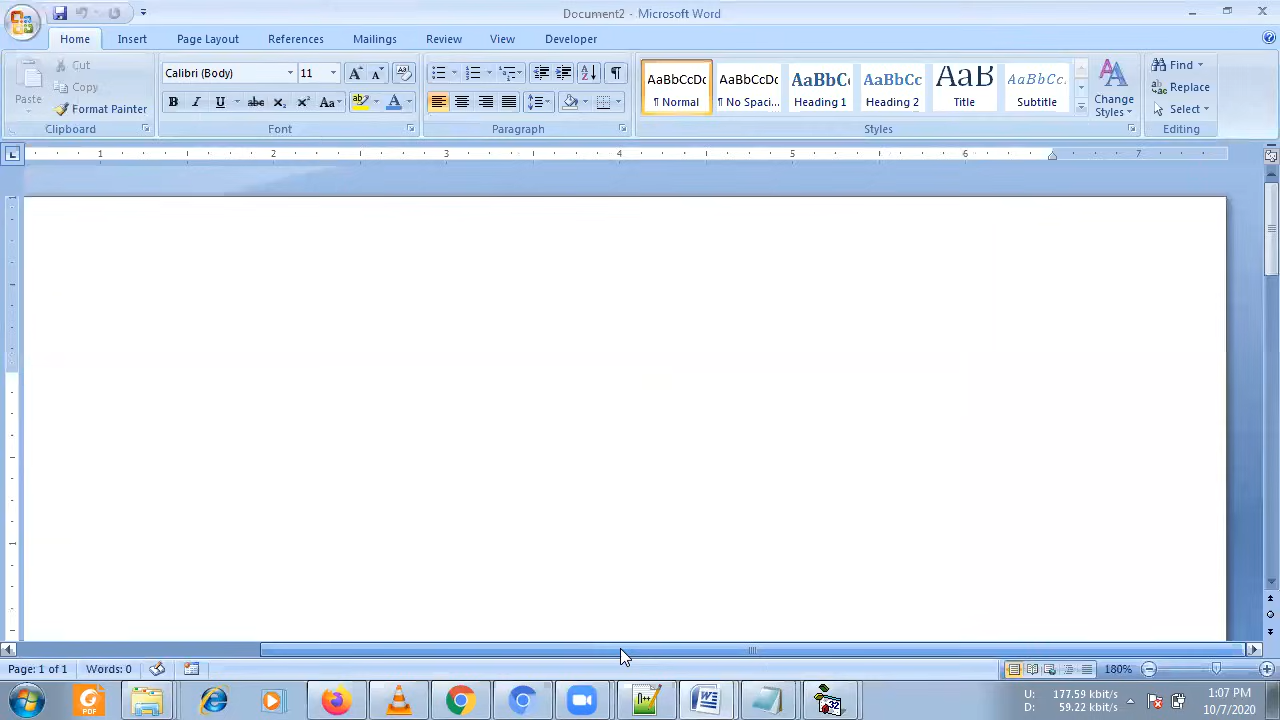 Document2 - Microsoft Word
Home Insert Page Layout References Mailings Review View Developer
Paste
Cut
Copy
Format Painter
Clipboard
Calibri (Body) 11
Font
Paragraph
AaBbCcDc AaBbCcDc AaBbC AaBbCc AaB AaBbCc.
¶ Normal ¶ No Spaci... Heading 1 Heading 2 Title Subtitle
Change Styles
Styles
Find
Replace
Select
Editing
1 2 3 4 5 6 7
1
Page: 1 of 1 Words: 0 180%
PDF
32
U: 177.59 kbit/s
D: 59.22 kbit/s
1:07 PM
10/7/2020